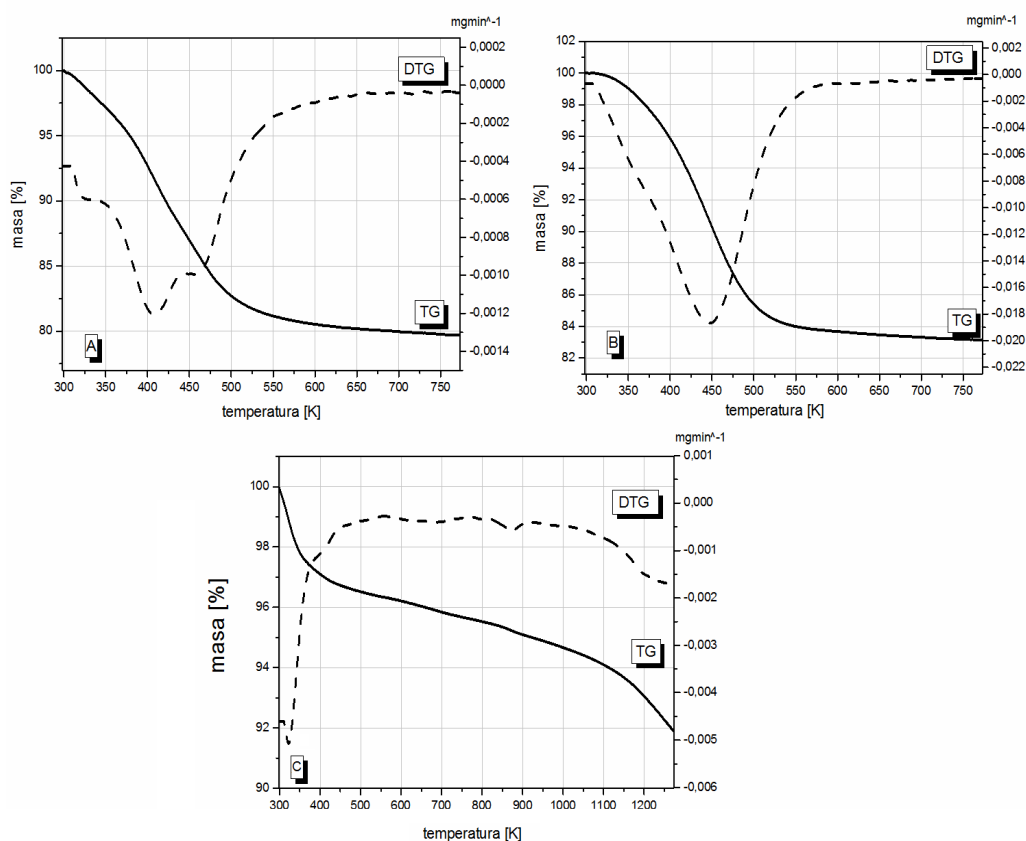 mgmin^-1
0,0002
0,0000
-0,0002
-0,0004
-0,0006
-0,0008
-0,0010
-0,0012
-0,0014
100
95
90
85
80
masa [%]
DTG
TG
A
300 350 400 450 500 550 600 650 700 750
temperatura [K]
mgmin^-1
0,002
0,000
-0,002
-0,004
-0,006
-0,008
-0,010
-0,012
-0,014
-0,016
-0,018
-0,020
-0,022
102
100
98
96
94
92
90
88
86
84
82
masa [%]
DTG
TG
B
300 350 400 450 500 550 600 650 700 750
temperatura [K]
mgmin^-1
0,001
0,000
-0,001
-0,002
-0,003
-0,004
-0,005
-0,006
100
98
96
94
92
90
masa [%]
DTG
TG
C
300 400 500 600 700 800 900 1000 1100 1200
temperatura [K]